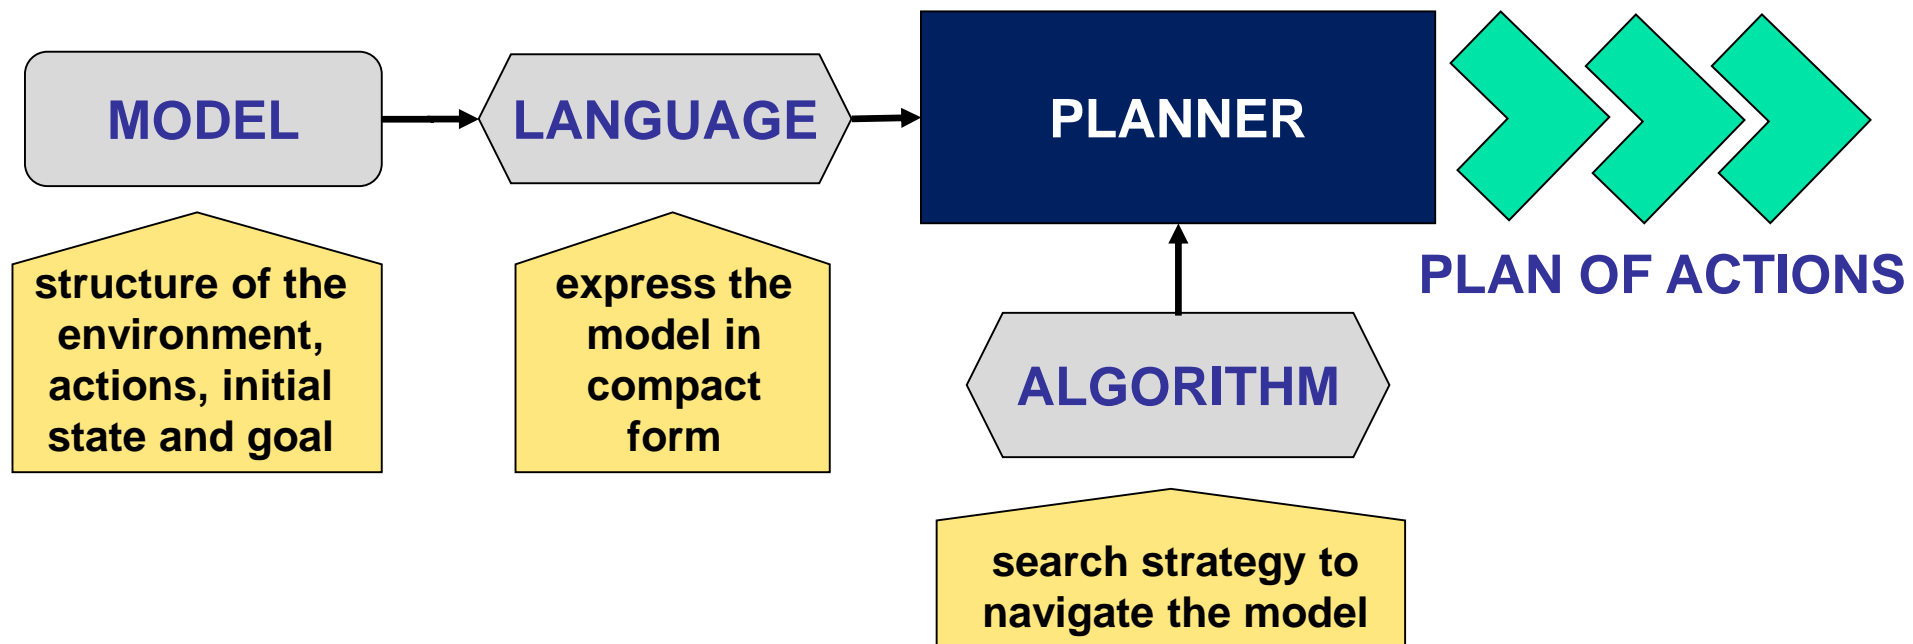 MODEL
LANGUAGE
PLANNER
PLAN OF ACTIONS
structure of the
environment,
actions, initial
state and goal
express the
model in
compact
form
ALGORITHM
search strategy to
navigate the model